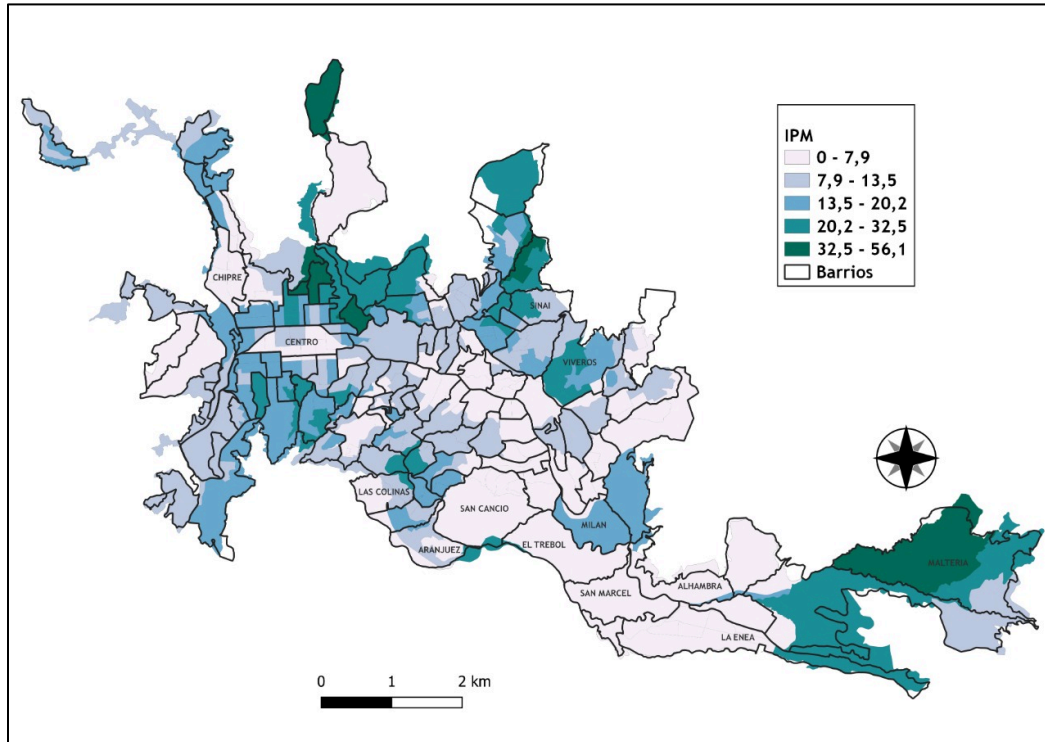 IPM
0 - 7,9
7,9 - 13,5
13,5 - 20,2
20,2 - 32,5
32,5 - 56,1
Barrios
CHIPRE
SINAI
CENTRO
VIVEROS
LAS COLINAS
SAN CANCIO
MILAN
ARANJUEZ
EL TREBOL
MALTERIA
ALHAMBRA
SAN MARCEL
LA ENEA
0 1 2 km